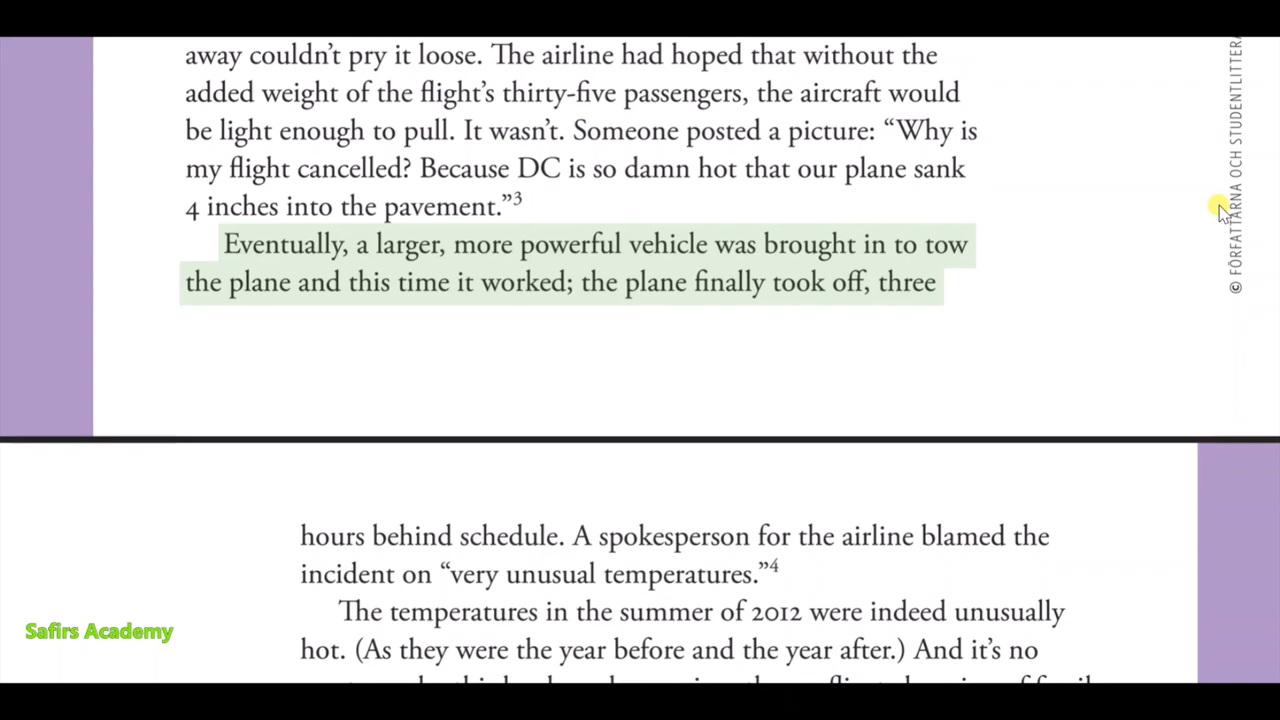 away couldn’t pry it loose. The airline had hoped that without the
added weight of the flight’s thirty-five passengers, the aircraft would
be light enough to pull. It wasn’t. Someone posted a picture: “Why is
my flight cancelled? Because DC is so damn hot that our plane sank
4 inches into the pavement.”3
Eventually, a larger, more powerful vehicle was brought in to tow
the plane and this time it worked; the plane finally took off, three
© FÖRFATTARNA OCH STUDENTLITTERA
hours behind schedule. A spokesperson for the airline blamed the
incident on “very unusual temperatures.”4
The temperatures in the summer of 2012 were indeed unusually
hot. (As they were the year before and the year after.) And it’s no
Safirs Academy